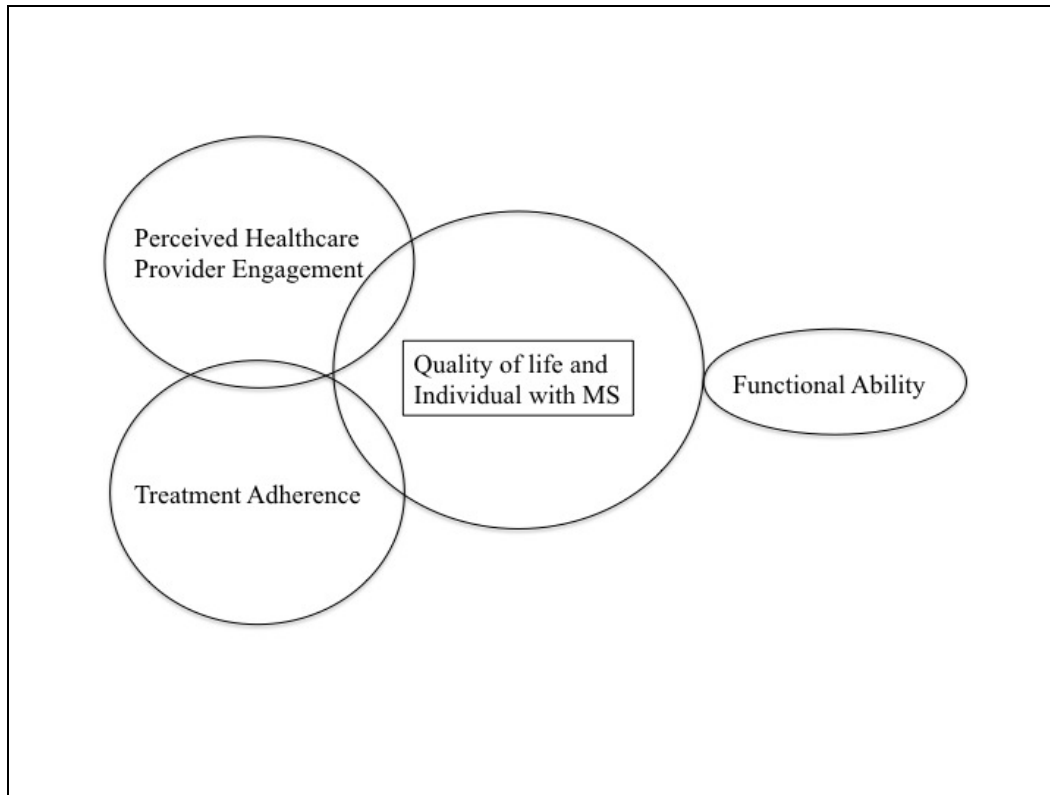 Perceived Healthcare
Provider Engagement
Quality of life and
Individual with MS
Functional Ability
Treatment Adherence